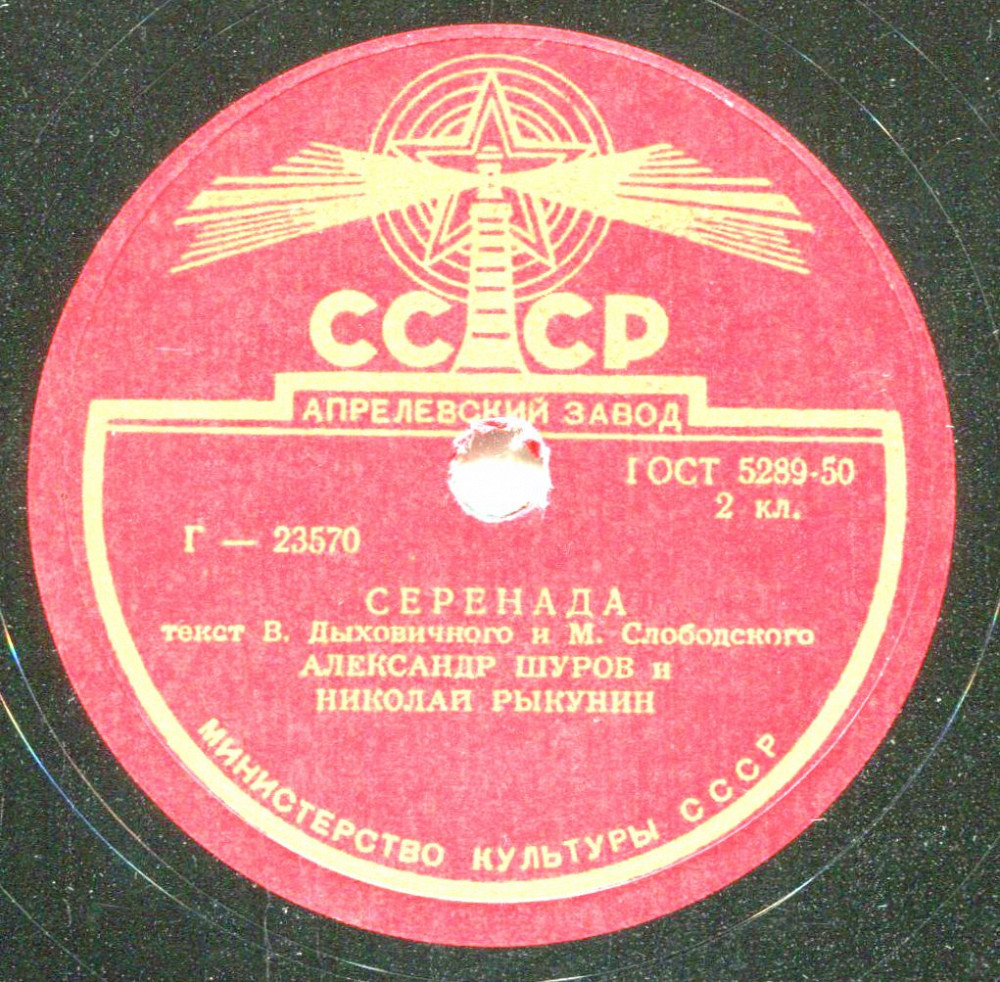 СССР
АПРЕЛЕВСКИЙ ЗАВОД
ГОСТ 5289-50
2 кл.
Г — 23570
СЕРЕНАДА
текст В. Дыховичного и М. Слободского
АЛЕКСАНДР ШУРОВ и
НИКОЛАЙ РЫКУНИН
МИНИСТЕРСТВО КУЛЬТУРЫ СССР